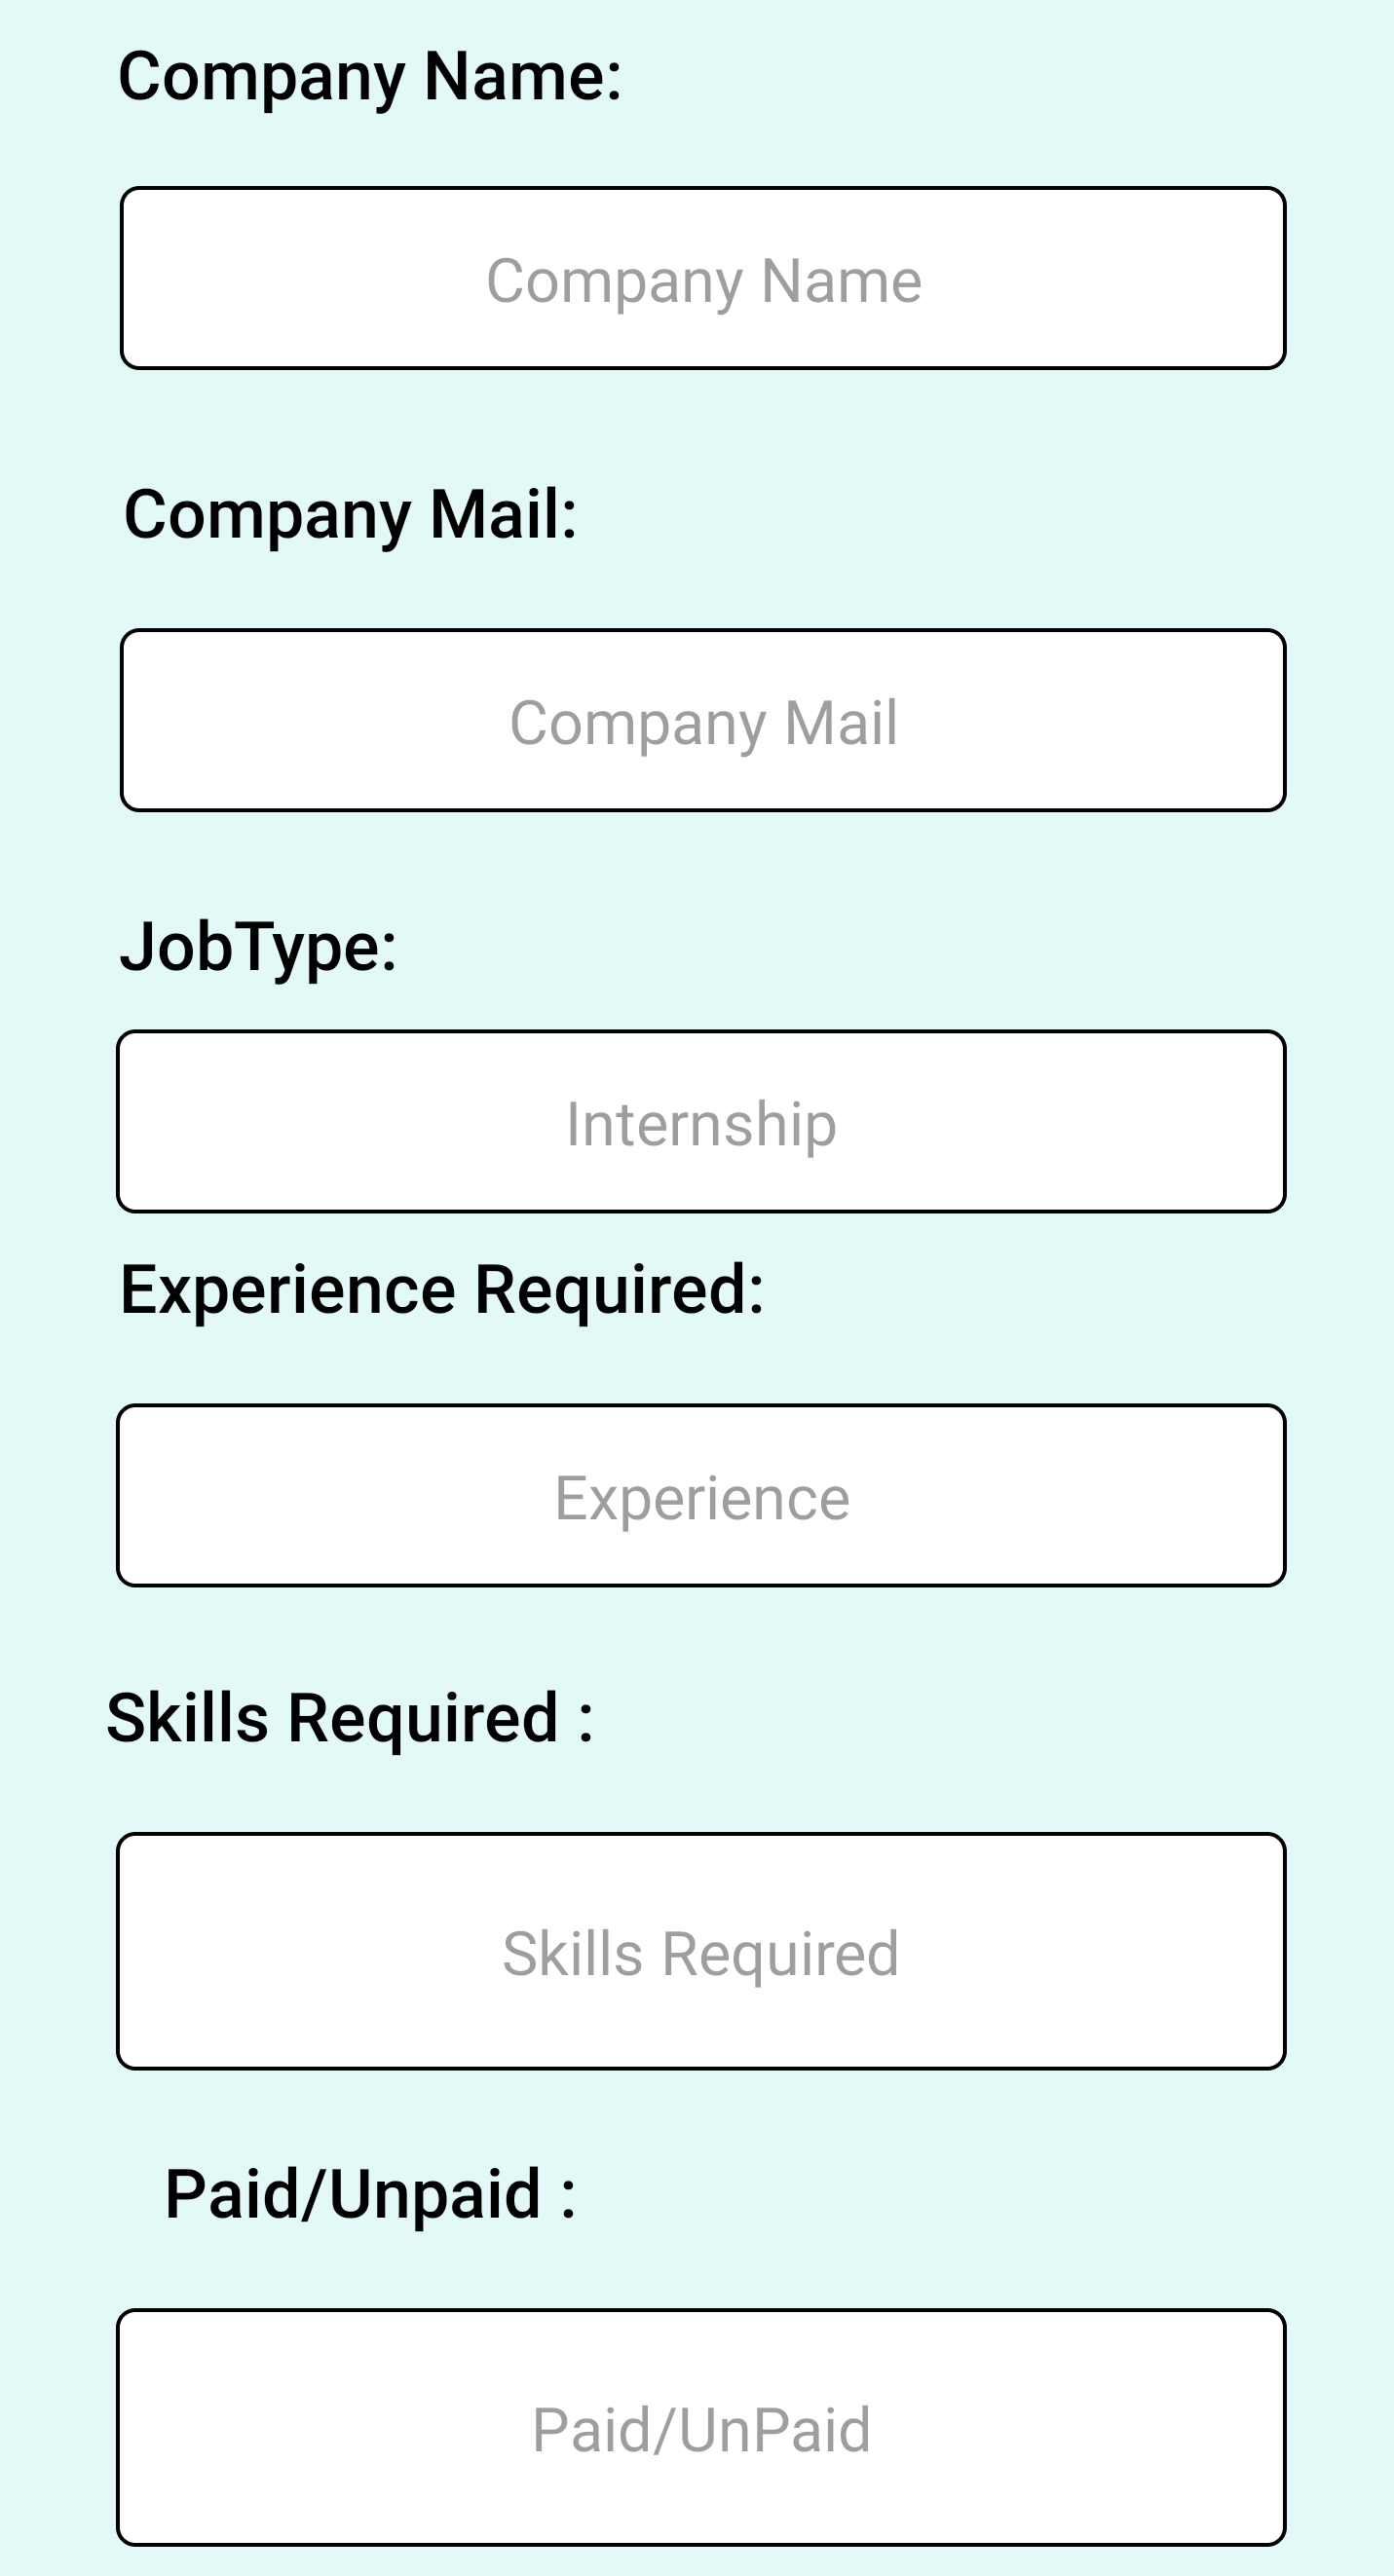 Company Name:
Company Name
Company Mail:
Company Mail
JobType:
Internship
Experience Required:
Experience
Skills Required :
Skills Required
Paid/Unpaid :
Paid/UnPaid